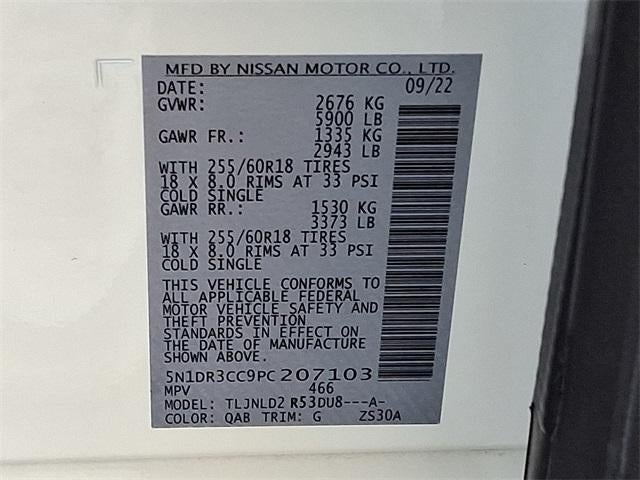 MFD BY NISSAN MOTOR CO., LTD.
DATE: 09/22
GVWR: 2676 KG
5900 LB
GAWR FR.: 1335 KG
2943 LB
WITH 255/60R18 TIRES
18 X 8.0 RIMS AT 33 PSI
COLD SINGLE
GAWR RR.: 1530 KG
3373 LB
WITH 255/60R18 TIRES
18 X 8.0 RIMS AT 33 PSI
COLD SINGLE
THIS VEHICLE CONFORMS TO
ALL APPLICABLE FEDERAL
MOTOR VEHICLE SAFETY AND
THEFT PREVENTION
STANDARDS IN EFFECT ON
THE DATE OF MANUFACTURE
SHOWN ABOVE.
5N1DR3CC9PC207103
MPV 466
MODEL: TLJNLD2 R53DU8---A-
COLOR: QAB TRIM: G ZS30A